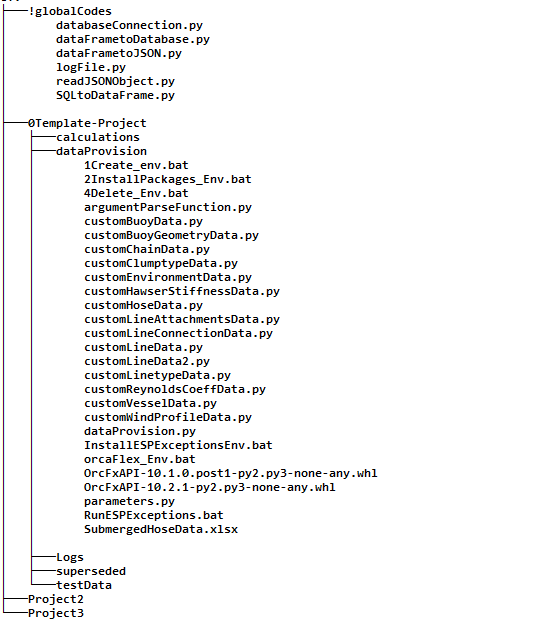 !globalCodes
databaseConnection.py
dataFrametoDatabase.py
dataFrametoJSON.py
logFile.py
readJSONObject.py
SQLtoDataFrame.py
0Template-Project
calculations
dataProvision
1Create_env.bat
2InstallPackages_Env.bat
4Delete_Env.bat
argumentParseFunction.py
customBuoyData.py
customBuoyGeometryData.py
customChainData.py
customClumptypeData.py
customEnvironmentData.py
customHawserStiffnessData.py
customHoseData.py
customLineAttachmentsData.py
customLineConnectionData.py
customLineData.py
customLineData2.py
customLinetypeData.py
customReynoldsCoeffData.py
customVesselData.py
customWindProfileData.py
dataProvision.py
InstallESPExceptionsEnv.bat
orcaFlex_Env.bat
OrcFxAPI-10.1.0.post1-py2.py3-none-any.whl
OrcFxAPI-10.2.1-py2.py3-none-any.whl
parameters.py
RunESPExceptions.bat
SubmergedHoseData.xlsx
Logs
superseded
testData
Project2
Project3